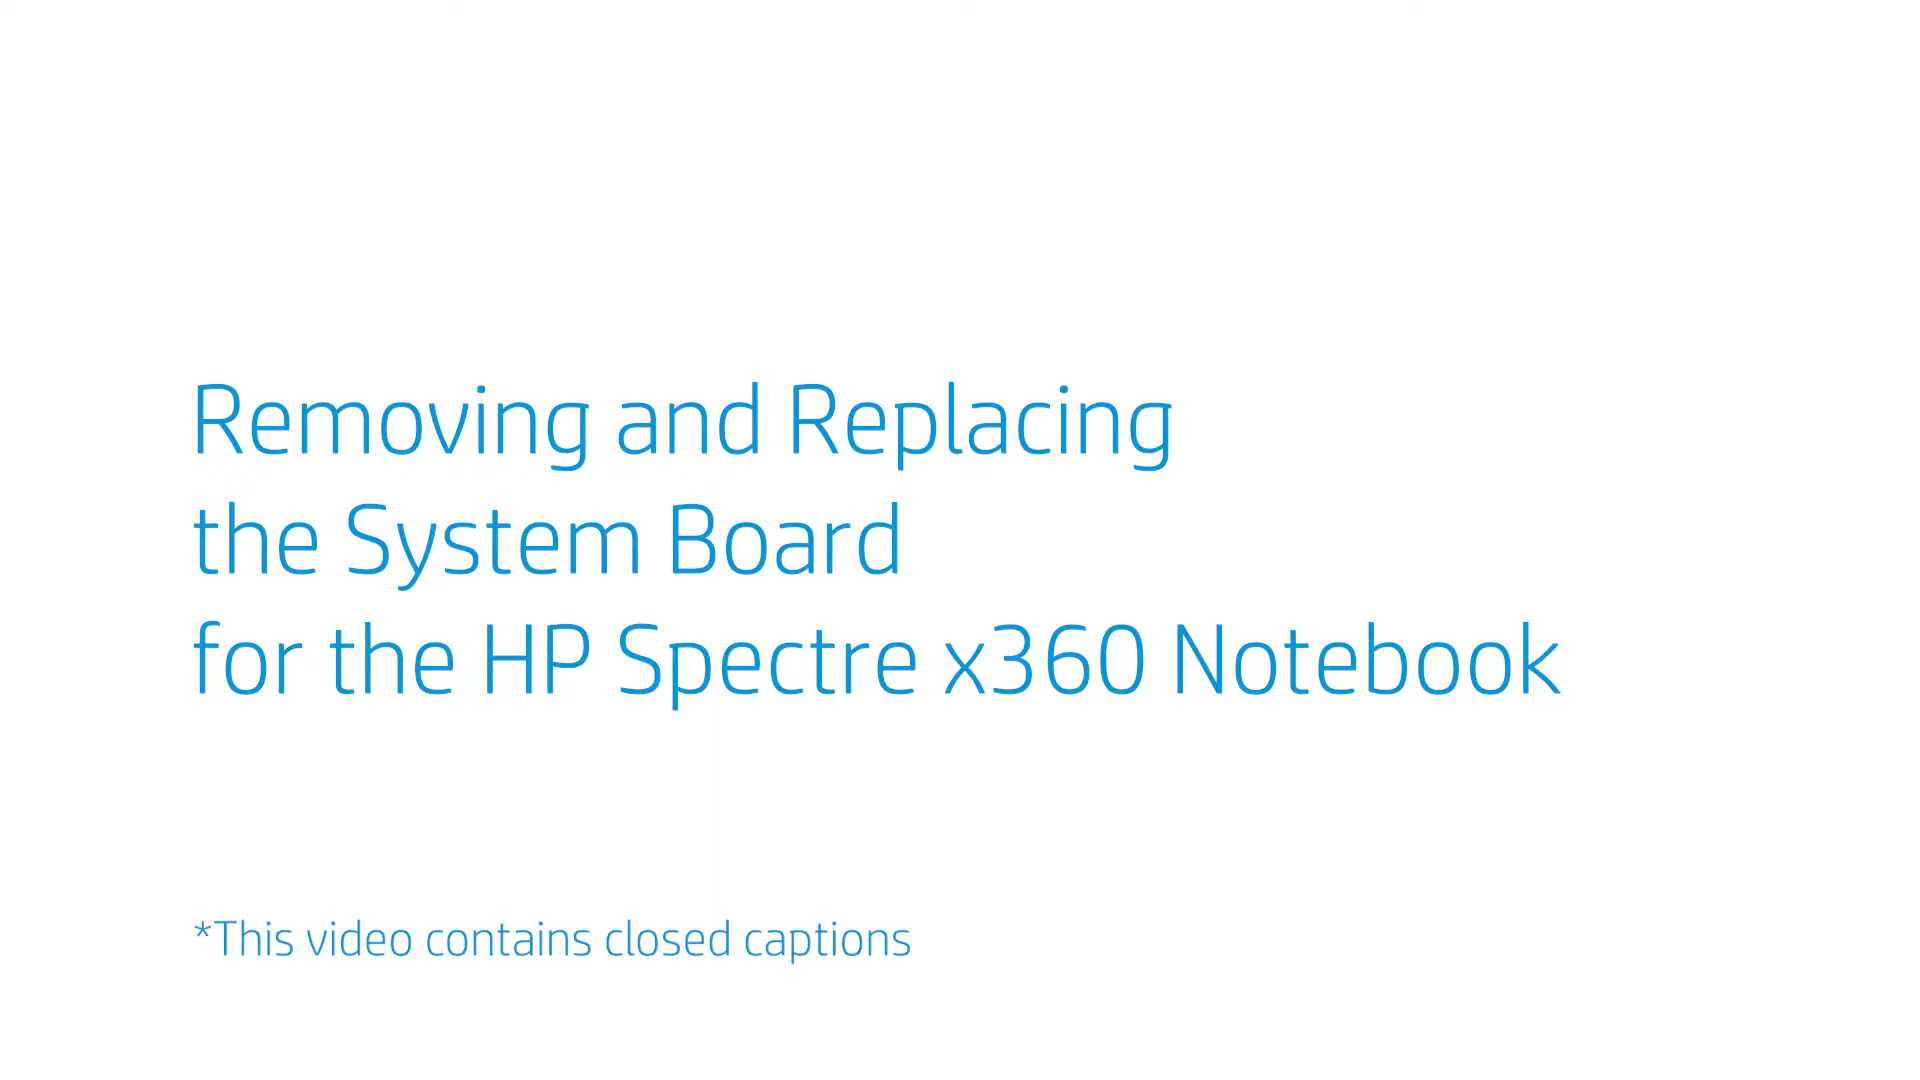 Removing and Replacing
the System Board
for the HP Spectre x360 Notebook
*This video contains closed captions